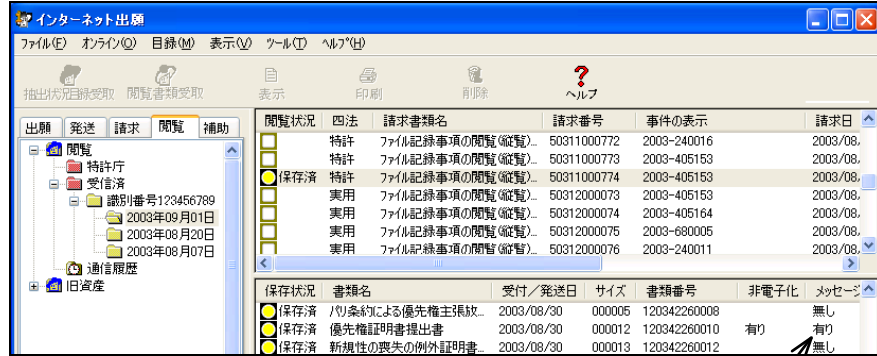 インターネット出願
ファイル(F) オンライン(O) 目録(M) 表示(V) ツール(T) ヘルプ(H)
抽出状況目録受取 閲覧書類受取 表示 印刷 削除 ヘルプ
出願 発送 請求 閲覧 補助
閲覧
特許庁
受信済
識別番号123456789
2003年09月01日
2003年08月20日
2003年08月07日
通信履歴
旧資産
閲覧状況 四法 請求書類名 請求番号 事件の表示 請求日
特許 ファイル記録事項の閲覧(縦覧)... 50311000772 2003-240016 2003/08
特許 ファイル記録事項の閲覧(縦覧)... 50311000773 2003-405153 2003/08
保存済 特許 ファイル記録事項の閲覧(縦覧)... 50311000774 2003-405153 2003/08
実用 ファイル記録事項の閲覧(縦覧)... 50312000073 2003-405153 2003/08
実用 ファイル記録事項の閲覧(縦覧)... 50312000074 2003-405164 2003/08
実用 ファイル記録事項の閲覧(縦覧)... 50312000075 2003-680005 2003/08
実用 ファイル記録事項の閲覧(縦覧)... 50312000076 2003-240011 2003/08
保存状況 書類名 受付/発送日 サイズ 書類番号 非電子化 メッセージ
保存済 パリ条約による優先権主張放... 2003/08/30 000005 120342260008 無し
保存済 優先権証明書提出書 2003/08/30 000012 120342260010 有り 有り
保存済 新規性の喪失の例外証明書... 2003/08/30 000013 120342260012 無し